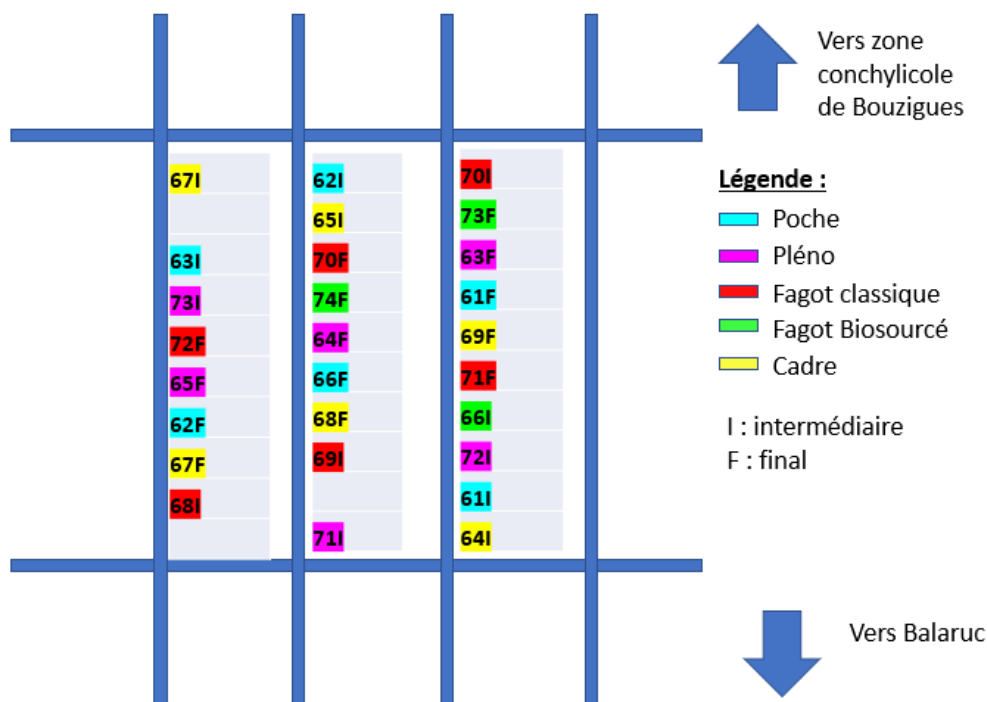 Vers zone
conchylicole
de Bouzigues
67I
63I
73I
72F
65F
62F
67F
68I
62I
65I
70F
74F
64F
66F
68F
69I
71I
70I
73F
63F
61F
69F
71F
66I
72I
61I
64I
Légende :
Poche
Pléno
Fagot classique
Fagot Biosourcé
Cadre
I : intermédiaire
F : final
Vers Balaruc